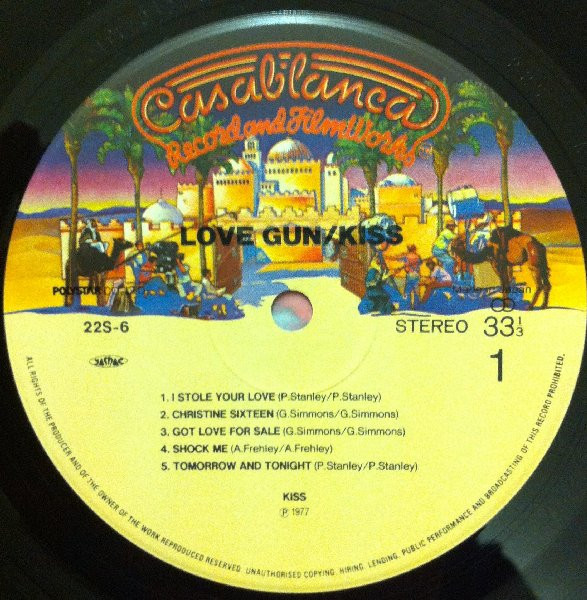 Casablanca
Record and FilmWorks
LOVE GUN/KISS
POLYSTAR
22S-6
STEREO 33⅓
1
JASRAC
1. I STOLE YOUR LOVE (P.Stanley/P.Stanley)
2. CHRISTINE SIXTEEN (G.Simmons/G.Simmons)
3. GOT LOVE FOR SALE (G.Simmons/G.Simmons)
4. SHOCK ME (A.Frehley/A.Frehley)
5. TOMORROW AND TONIGHT (P.Stanley/P.Stanley)
KISS
Ⓟ 1977
ALL RIGHTS OF THE PRODUCER AND OF THE OWNER OF THE WORK REPRODUCED RESERVED. UNAUTHORISED COPYING, HIRING, LENDING, PUBLIC PERFORMANCE AND BROADCASTING OF THIS RECORD PROHIBITED.